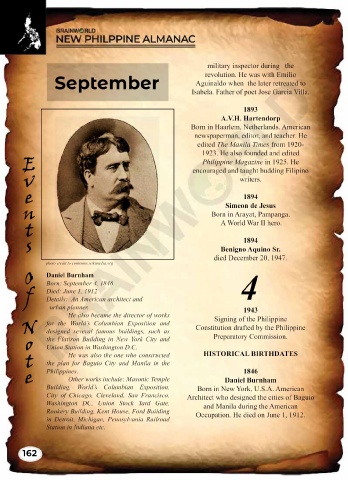 BRAINWORLD
NEW PHILPPINE ALMANAC
September
Events Of Note
photo credit to commons.wikimedia.org
Daniel Burnham
Born: September 4, 1846
Died: June 1, 1912
Details: An American architect and
urban planner.
He also became the director of works
for the World's Columbian Exposition and
designed several famous buildings, such as
the Flatiron Building in New York City and
Union Station in Washington D.C.
He was also the one who constructed
the plan for Baguio City and Manila in the
Philippines.
Other works include: Masonic Temple
Building, World's Columbian Exposition,
City of Chicago, Cleveland, San Francisco,
Washington DC, Union Stock Yard Gate,
Rookery Building, Kent House, Ford Building
in Detroit, Michigan, Pennsylvania Railroad
Station in Indiana etc.
military inspector during the
revolution. He was with Emilio
Aguinaldo when the later retreated to
Isabela. Father of poet Jose Garcia Villa.
1893
A.V.H. Hartendorp
Born in Haarlem, Netherlands. American
newspaperman, editor, and teacher. He
edited The Manila Times from 1920-
1923. He also founded and edited
Philippine Magazine in 1925. He
encouraged and taught budding Filipino
writers.
1894
Simeon de Jesus
Born in Arayat, Pampanga.
A World War II hero.
1894
Benigno Aquino Sr.
died December 20, 1947.
4
1943
Signing of the Philippine
Constitution drafted by the Philippine
Preparatory Commission.
HISTORICAL BIRTHDATES
1846
Daniel Burnham
Born in New York, U.S.A. American
Architect who designed the cities of Baguio
and Manila during the American
Occupation. He died on June 1, 1912.
162